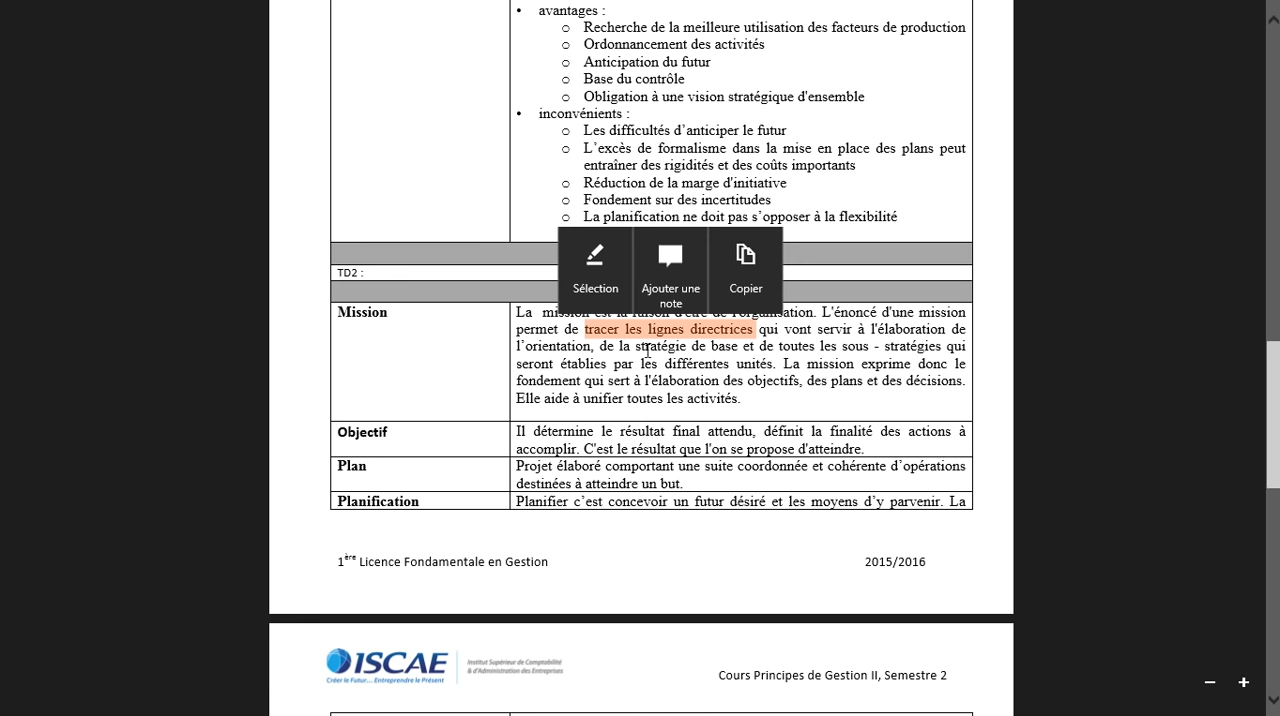 • avantages :
o Recherche de la meilleure utilisation des facteurs de production
o Ordonnancement des activités
o Anticipation du futur
o Base du contrôle
o Obligation à une vision stratégique d'ensemble
• inconvénients :
o Les difficultés d’anticiper le futur
o L’excès de formalisme dans la mise en place des plans peut
entraîner des rigidités et des coûts importants
o Réduction de la marge d'initiative
o Fondement sur des incertitudes
o La planification ne doit pas s’opposer à la flexibilité
Sélection
Ajouter une
note
Copier
TD2 :
Mission
La mission est la raison d'être de l'organisation. L'énoncé d'une mission
permet de tracer les lignes directrices qui vont servir à l'élaboration de
l’orientation, de la stratégie de base et de toutes les sous - stratégies qui
seront établies par les différentes unités. La mission exprime donc le
fondement qui sert à l'élaboration des objectifs, des plans et des décisions.
Elle aide à unifier toutes les activités.
Objectif
Il détermine le résultat final attendu, définit la finalité des actions à
accomplir. C'est le résultat que l'on se propose d'atteindre.
Plan
Projet élaboré comportant une suite coordonnée et cohérente d’opérations
destinées à atteindre un but.
Planification
Planifier c’est concevoir un futur désiré et les moyens d’y parvenir. La
1ère Licence Fondamentale en Gestion
2015/2016
ISCAE
Créer le Futur... Entreprendre le Présent
Institut Supérieur de Comptabilité
& d'Administration des Entreprises
Cours Principes de Gestion II, Semestre 2